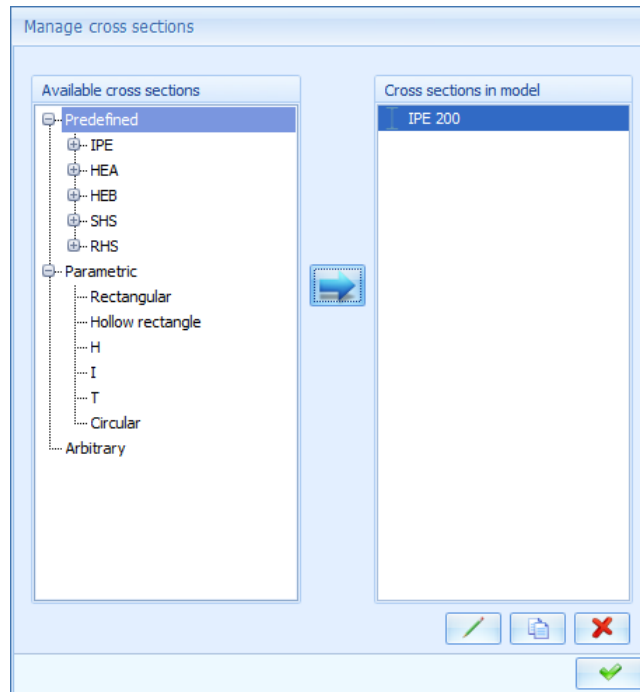 Manage cross sections
Available cross sections
Predefined
IPE
HEA
HEB
SHS
RHS
Parametric
Rectangular
Hollow rectangle
H
I
T
Circular
Arbitrary
Cross sections in model
IPE 200